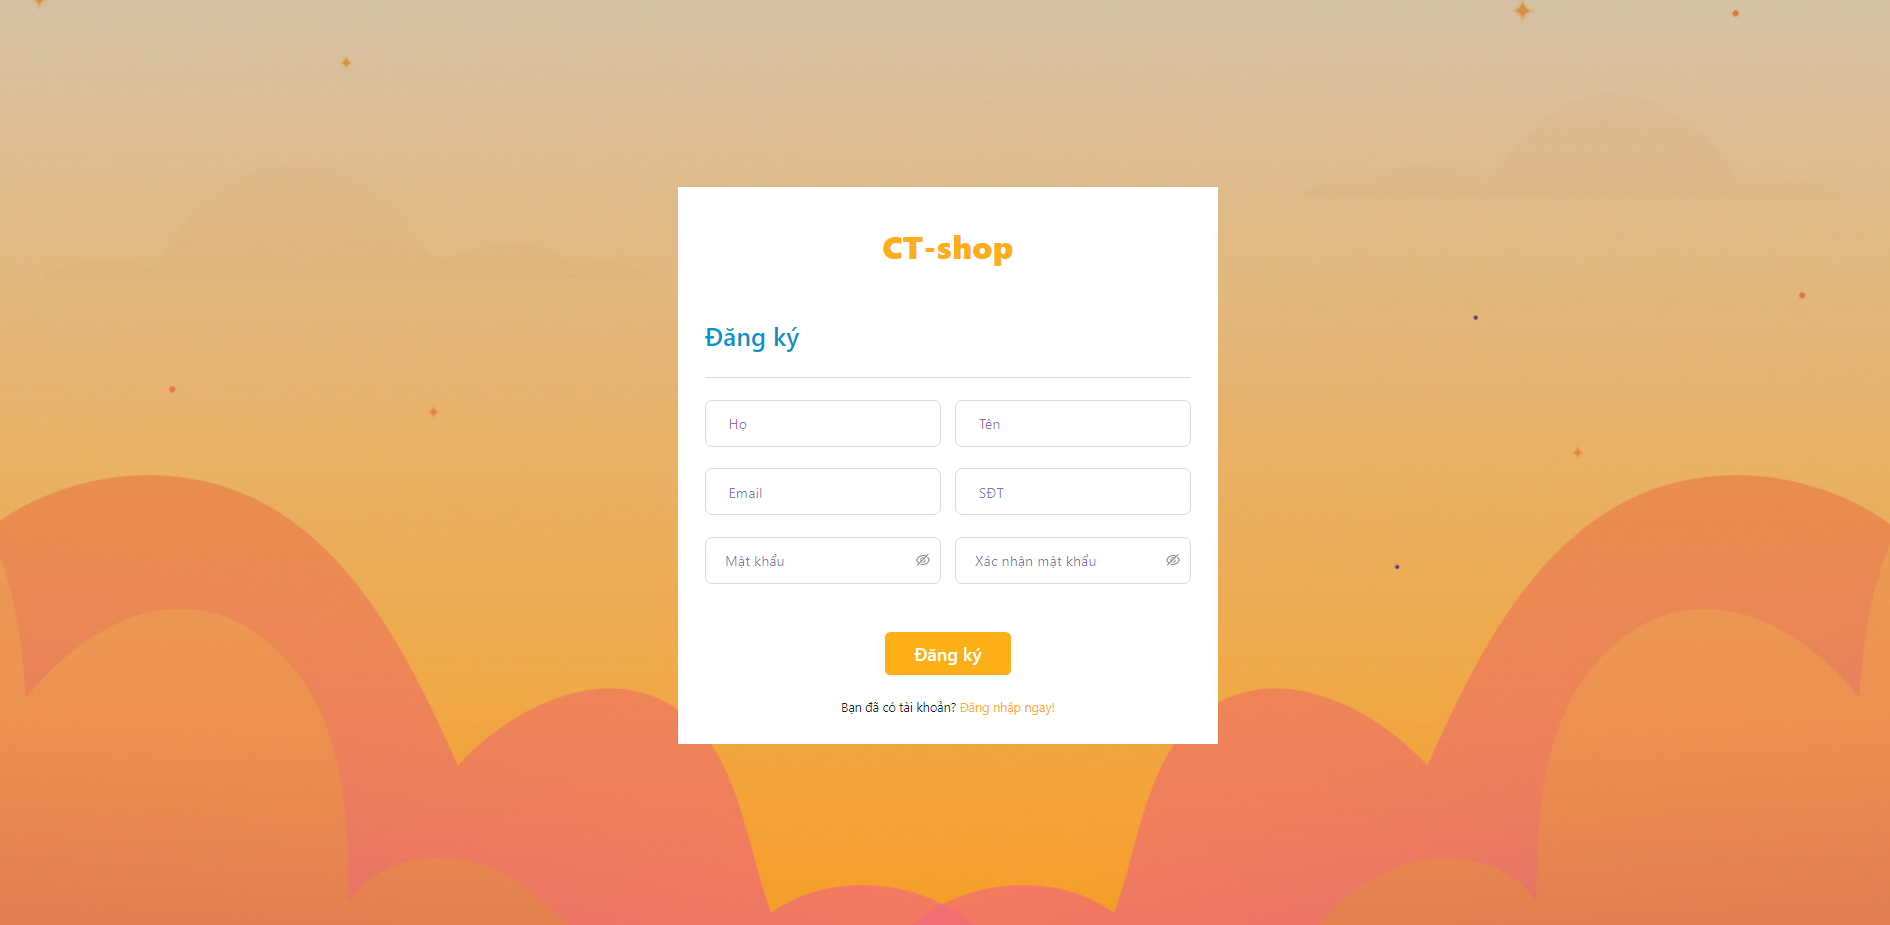 CT-shop
Đăng ký
Họ
Tên
Email
SĐT
Mật khẩu
Xác nhận mật khẩu
Đăng ký
Bạn đã có tài khoản? Đăng nhập ngay!